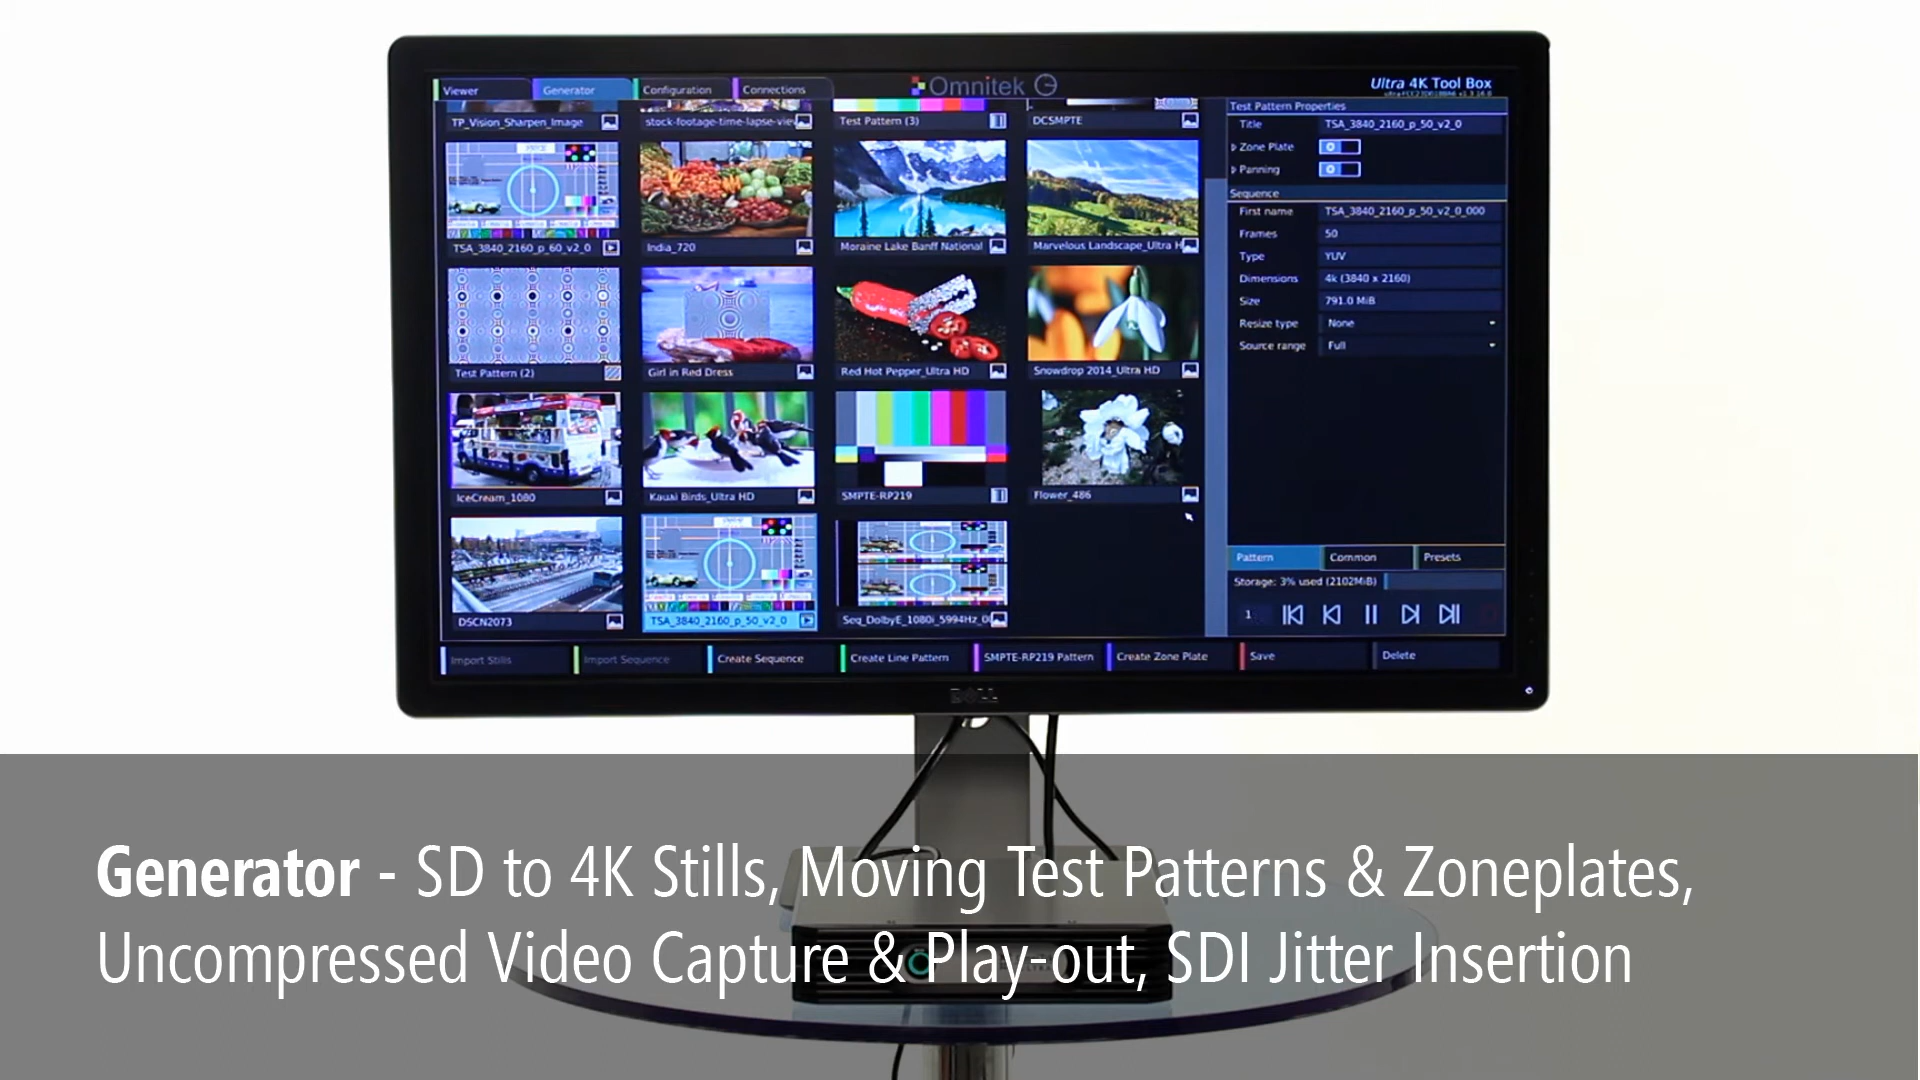 Viewer Generator Configuration Connections Omnitek Ultra 4K Tool Box
TP_Vision_Sharpen_Image stock-footage-time-lapse-view Test Pattern (3) DCSMPTE
TSA_3840_2160_p_60_v2_0 India_720 Moraine Lake Banff National Marvelous Landscape_Ultra H
Test Pattern (2) Girl in Red Dress Red Hot Pepper_Ultra HD Snowdrop 2014_Ultra HD
IceCream_1080 Kauai Birds_Ultra HD SMPTE-RP219 Flower_486
DSCN2073 TSA_3840_2160_p_50_v2_0 Seq_DolbyE_1080i_5994Hz_0
Test Pattern Properties
Title TSA_3840_2160_p_50_v2_0
Zone Plate
Panning
Sequence
First name TSA_3840_2160_p_50_v2_0_000
Frames 50
Type YUV
Dimensions 4k (3840 x 2160)
Size 791.0 MiB
Resize type None
Source range Full
Pattern Common Presets
Storage: 3% used (2102MiB)
1
Import Stills Import Sequence Create Sequence Create Line Pattern SMPTE-RP219 Pattern Create Zone Plate Save Delete
DELL
Generator - SD to 4K Stills, Moving Test Patterns & Zoneplates,
Uncompressed Video Capture & Play-out, SDI Jitter Insertion